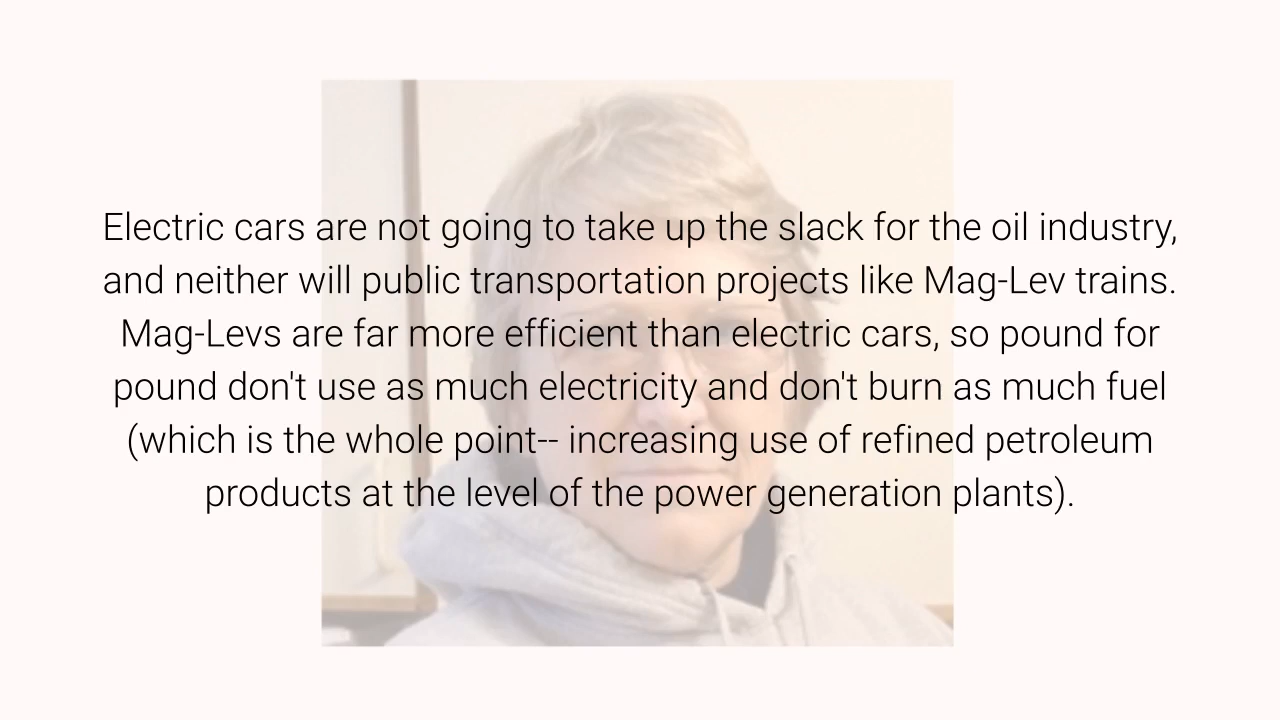 Electric cars are not going to take up the slack for the oil industry,
and neither will public transportation projects like Mag-Lev trains.
Mag-Levs are far more efficient than electric cars, so pound for
pound don't use as much electricity and don't burn as much fuel
(which is the whole point-- increasing use of refined petroleum
products at the level of the power generation plants).